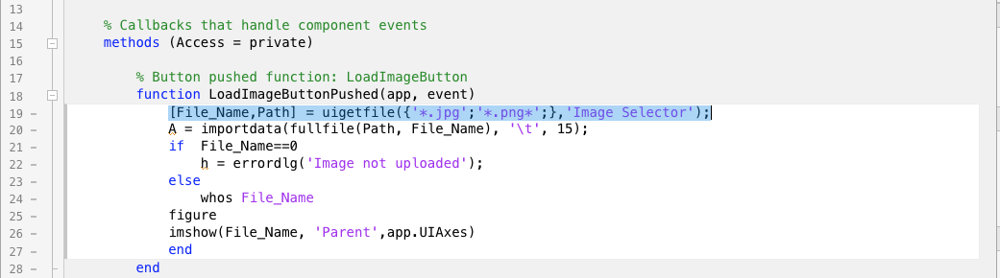 13
14 % Callbacks that handle component events
15 methods (Access = private)
16
17 % Button pushed function: LoadImageButton
18 function LoadImageButtonPushed(app, event)
19 – [File_Name,Path] = uigetfile({'*.jpg';'*.png*';},'Image Selector');
20 – A = importdata(fullfile(Path, File_Name), '\t', 15);
21 – if File_Name==0
22 – h = errordlg('Image not uploaded');
23 – else
24 – whos File_Name
25 – figure
26 – imshow(File_Name, 'Parent',app.UIAxes)
27 – end
28 – end